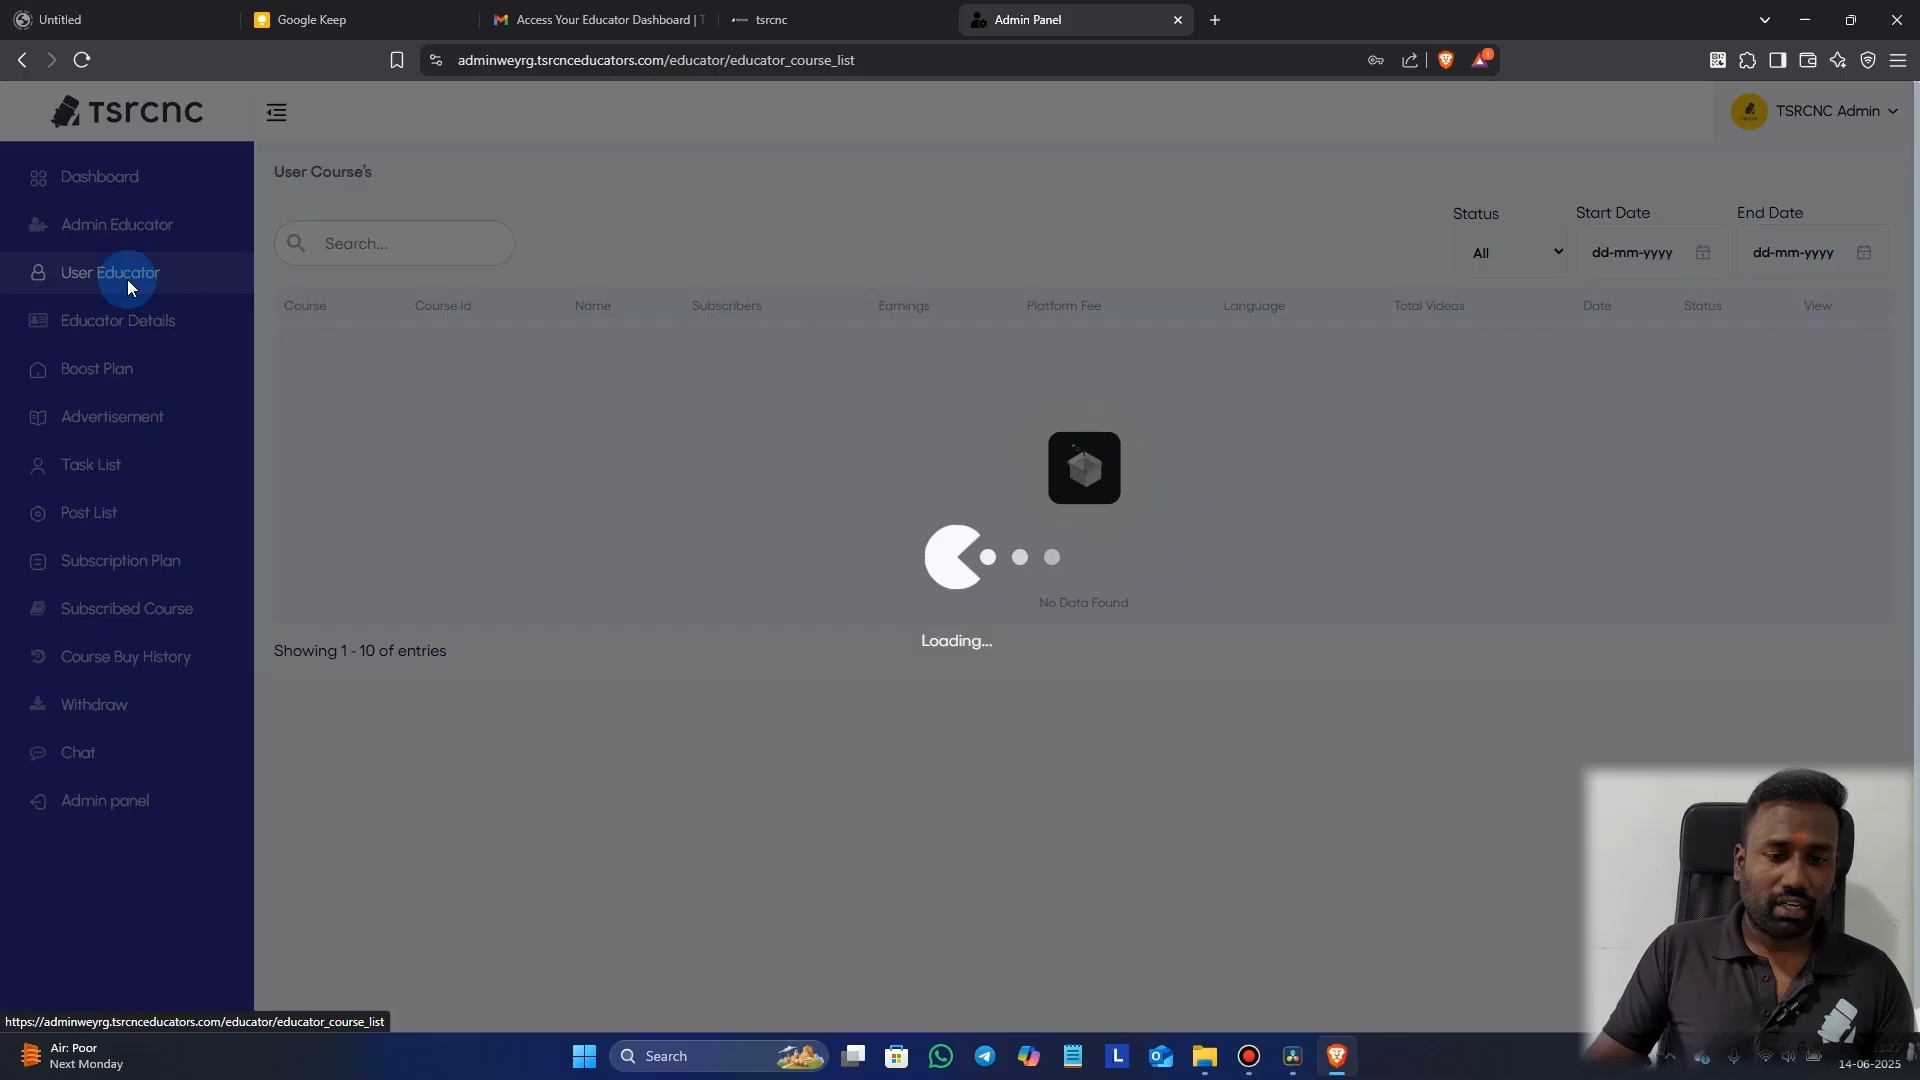 Untitled
Google Keep
Access Your Educator Dashboard | T
tsrcnc
Admin Panel
adminweyrg.tsrcnceducators.com/educator/educator_course_list
1
TSrcnc
TSRCNC Admin
Dashboard
Admin Educator
User Educator
Educator Details
Boost Plan
Advertisement
Task List
Post List
Subscription Plan
Subscribed Course
Course Buy History
Withdraw
Chat
Admin panel
User Course's
Search...
Status
All
Start Date
dd-mm-yyyy
End Date
dd-mm-yyyy
Course Course Id Name Subscribers Earnings Platform Fee Language Total Videos Date Status View
No Data Found
Loading...
Showing 1 - 10 of entries
https://adminweyrg.tsrcnceducators.com/educator/educator_course_list
Air: Poor
Next Monday
Search
L
11:27
14-06-2025